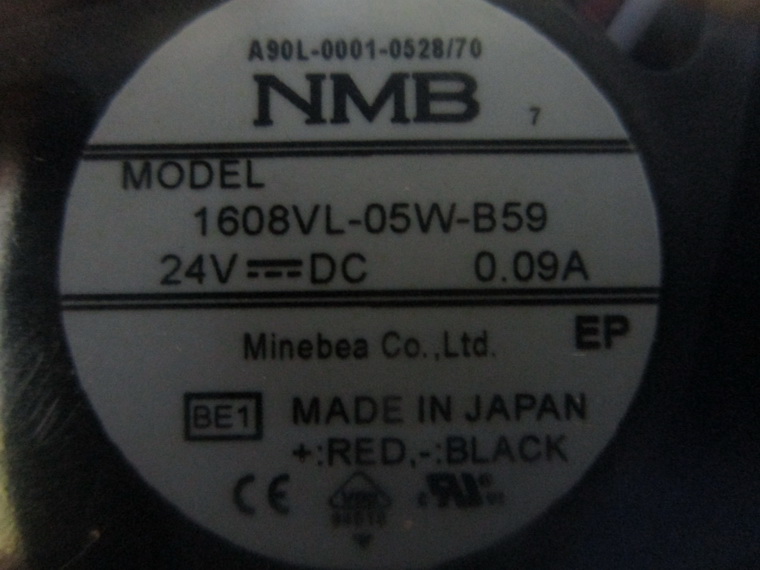 A90L-0001-0528/70
NMB 7
MODEL
1608VL-05W-B59
24V DC 0.09A
Minebea Co.,Ltd. EP
BE1 MADE IN JAPAN
+:RED,-:BLACK
CE